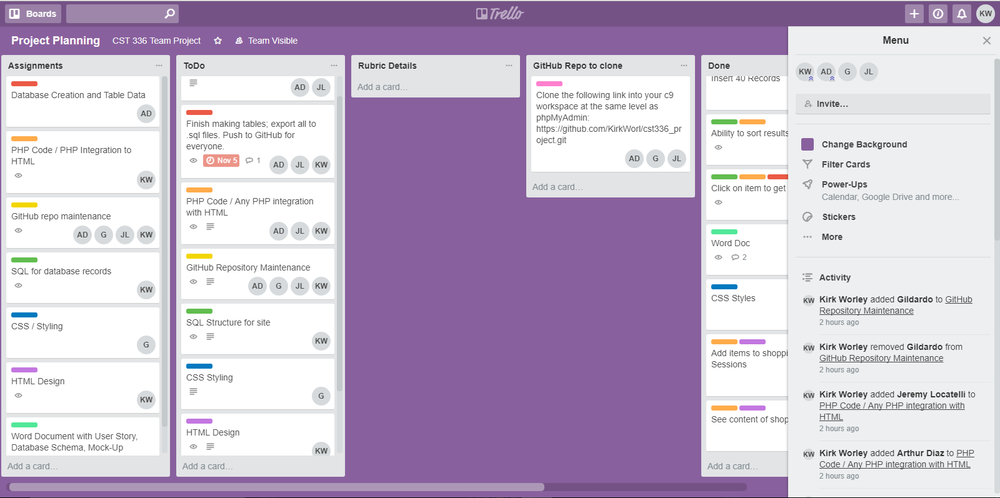 Boards
Trello
KW
Project Planning
CST 336 Team Project
Team Visible
Assignments
Database Creation and Table Data
AD
PHP Code / PHP Integration to
HTML
KW
GitHub repo maintenance
AD G JL KW
SQL for database records
KW
CSS / Styling
G
HTML Design
KW
Word Document with User Story,
Database Schema, Mock-Up
Add a card…
ToDo
AD JL
Finish making tables; export all to
.sql files. Push to GitHub for
everyone.
Nov 5 1 AD JL KW
PHP Code / Any PHP integration
with HTML
AD JL KW
GitHub Repository Maintenance
AD G JL KW
SQL Structure for site
KW
CSS Styling
G
HTML Design
KW
Add a card…
Rubric Details
Add a card…
GitHub Repo to clone
Clone the following link into your c9
workspace at the same level as
phpMyAdmin:
https://github.com/KirkWorl/cst336_pr
oject.git
AD G JL
Add a card…
Done
Insert 40 Records
Ability to sort results
Click on item to get
Word Doc
2
CSS Styles
Add items to shoppi
Sessions
See content of shop
Add a card…
Menu
KW AD G JL
Invite…
Change Background
Filter Cards
Power-Ups
Calendar, Google Drive and more...
Stickers
More
Activity
KW Kirk Worley added Gildardo to GitHub
Repository Maintenance
2 hours ago
KW Kirk Worley removed Gildardo from
GitHub Repository Maintenance
2 hours ago
KW Kirk Worley added Jeremy Locatelli to
PHP Code / Any PHP integration with
HTML
2 hours ago
KW Kirk Worley added Arthur Diaz to PHP
Code / Any PHP integration with HTML
2 hours ago